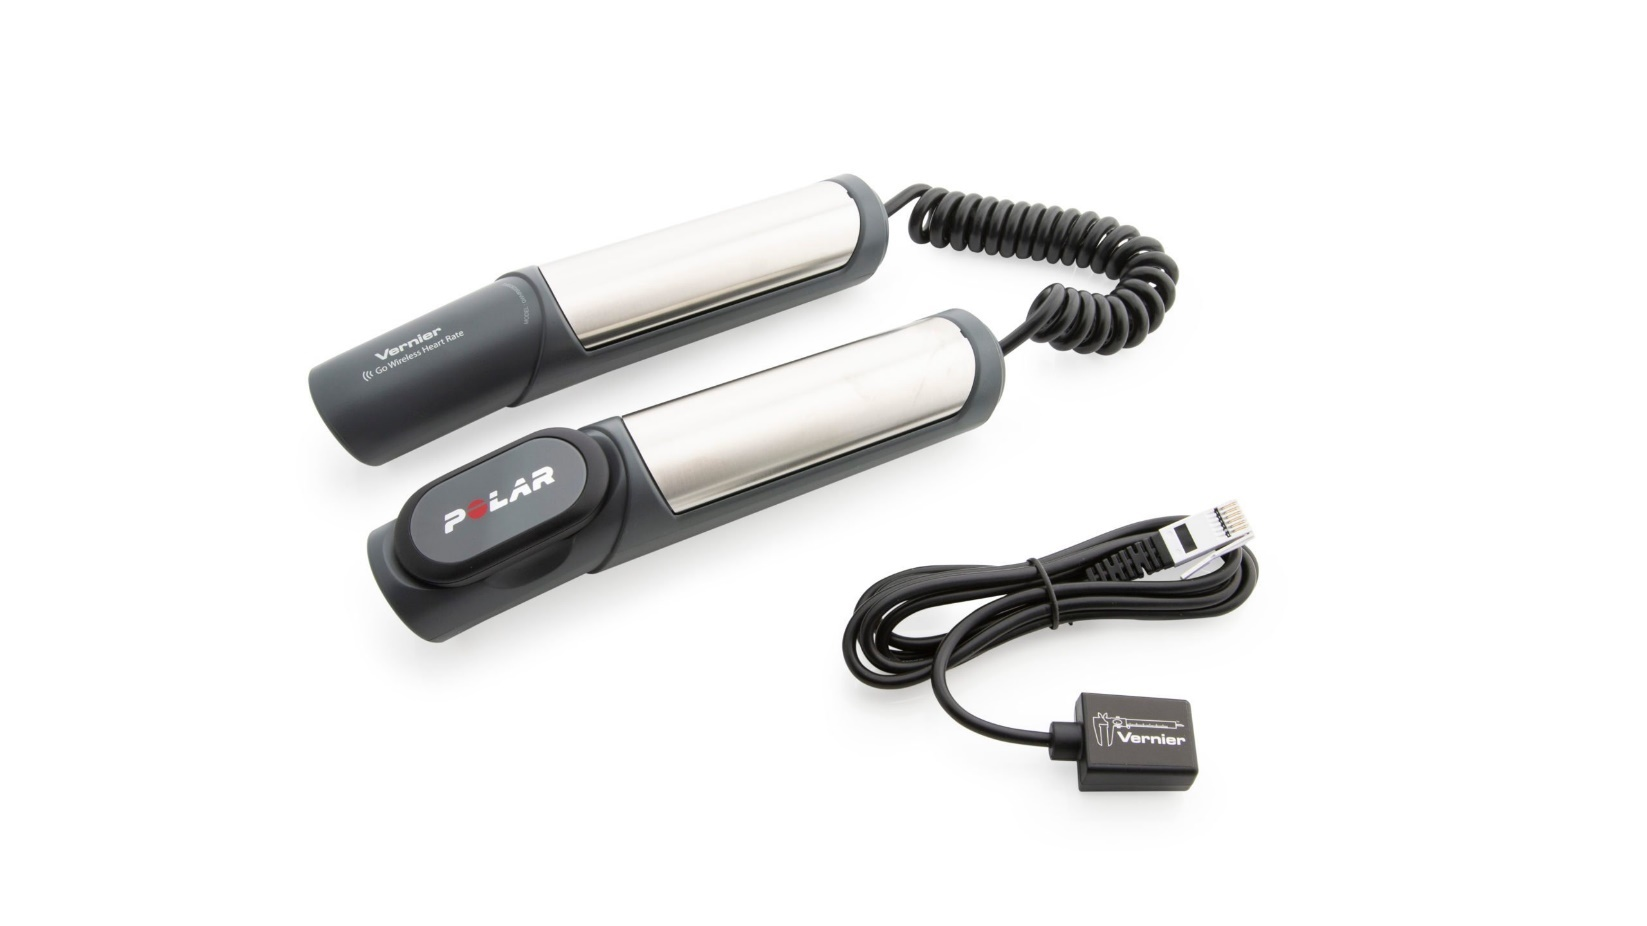 Vernier
Go Wireless Heart Rate
POLAR
Vernier